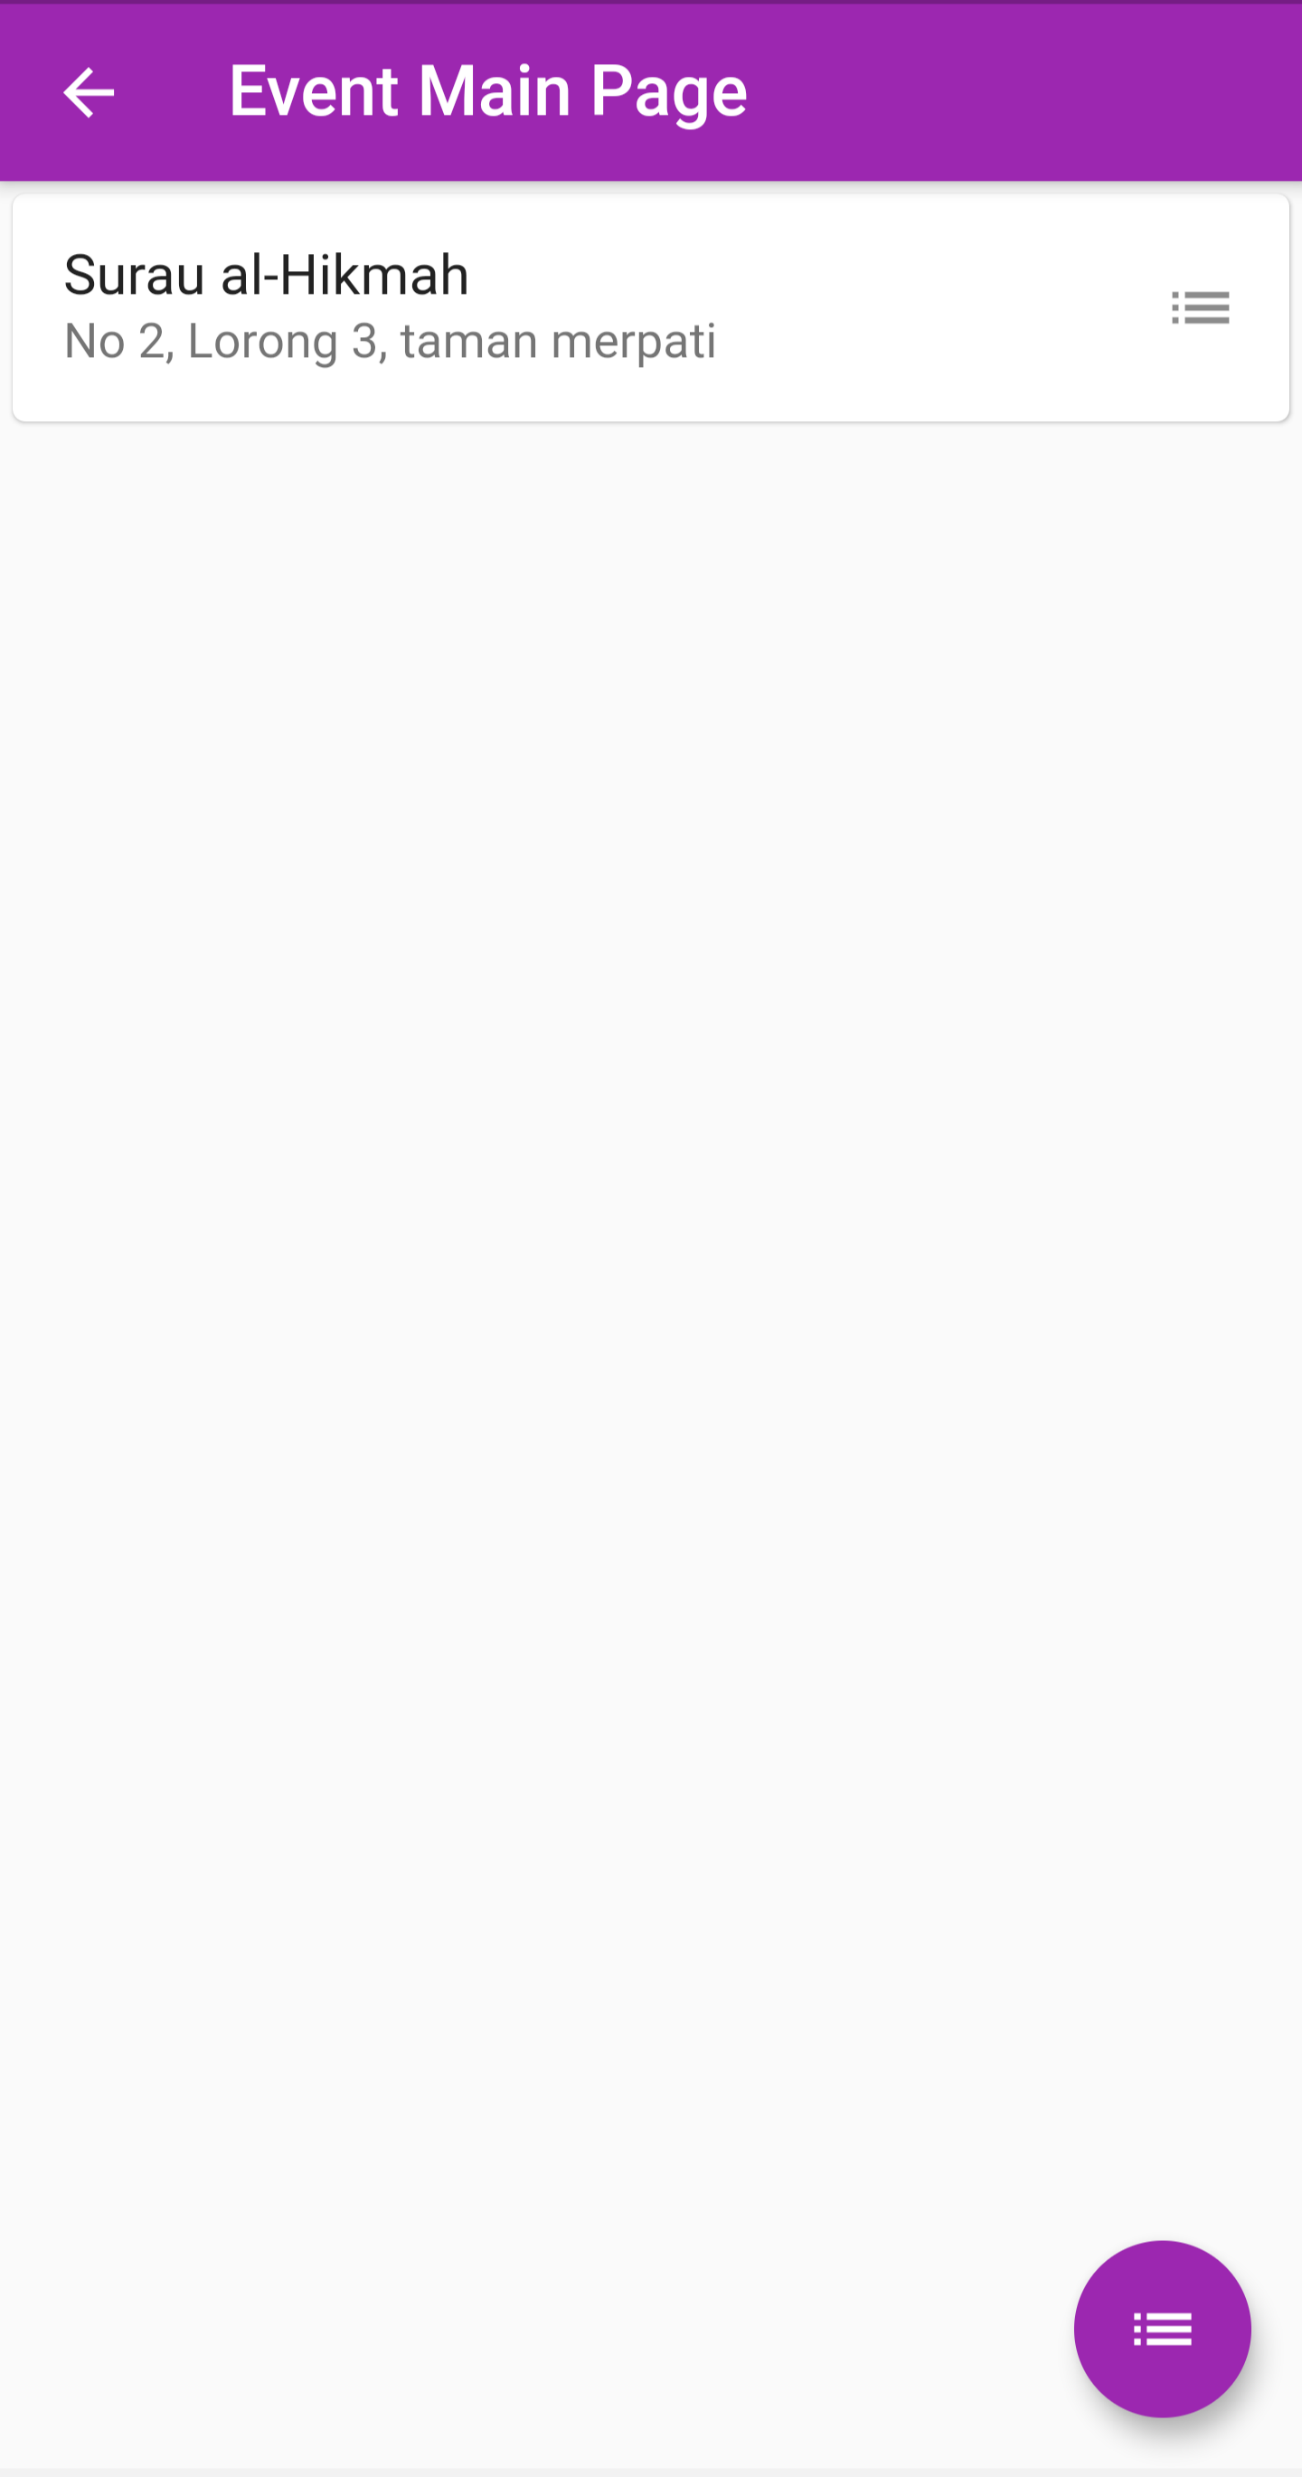 Event Main Page
Surau al-Hikmah
No 2, Lorong 3, taman merpati